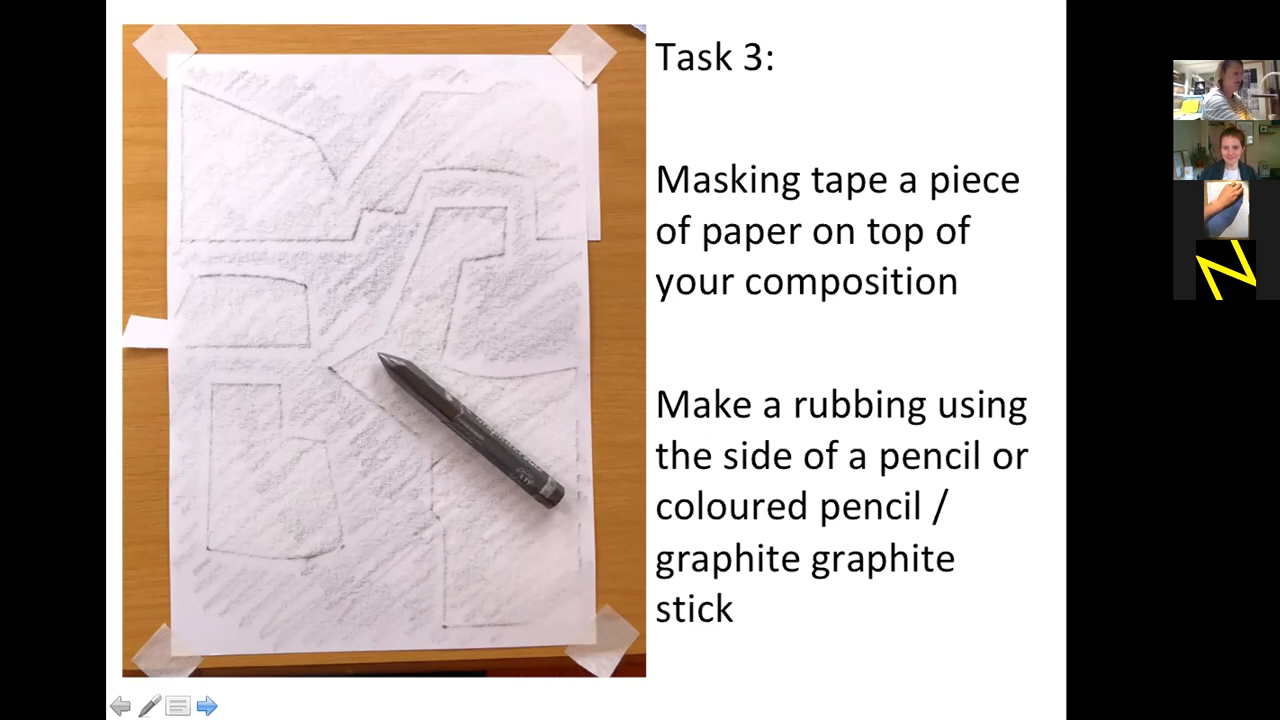 Task 3:
Masking tape a piece
of paper on top of
your composition
Make a rubbing using
the side of a pencil or
coloured pencil /
graphite graphite
stick